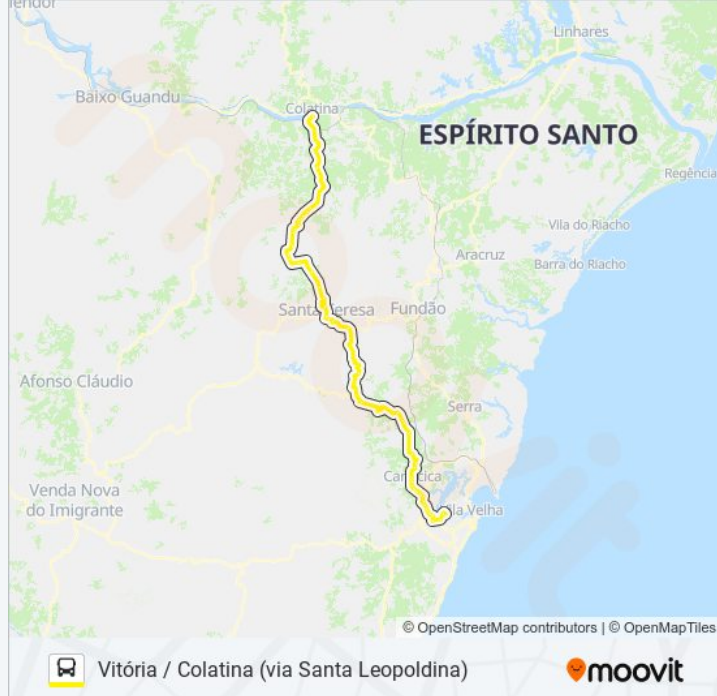 endor
Linhares
Baixo Guandu
Colatina
ESPÍRITO SANTO
Regência
Vila do Riacho
Aracruz
Barra do Riacho
Santa Teresa
Fundão
Afonso Cláudio
Serra
Cariacica
Venda Nova
do Imigrante
Vila Velha
© OpenStreetMap contributors | © OpenMapTiles
Vitória / Colatina (via Santa Leopoldina)
moovit